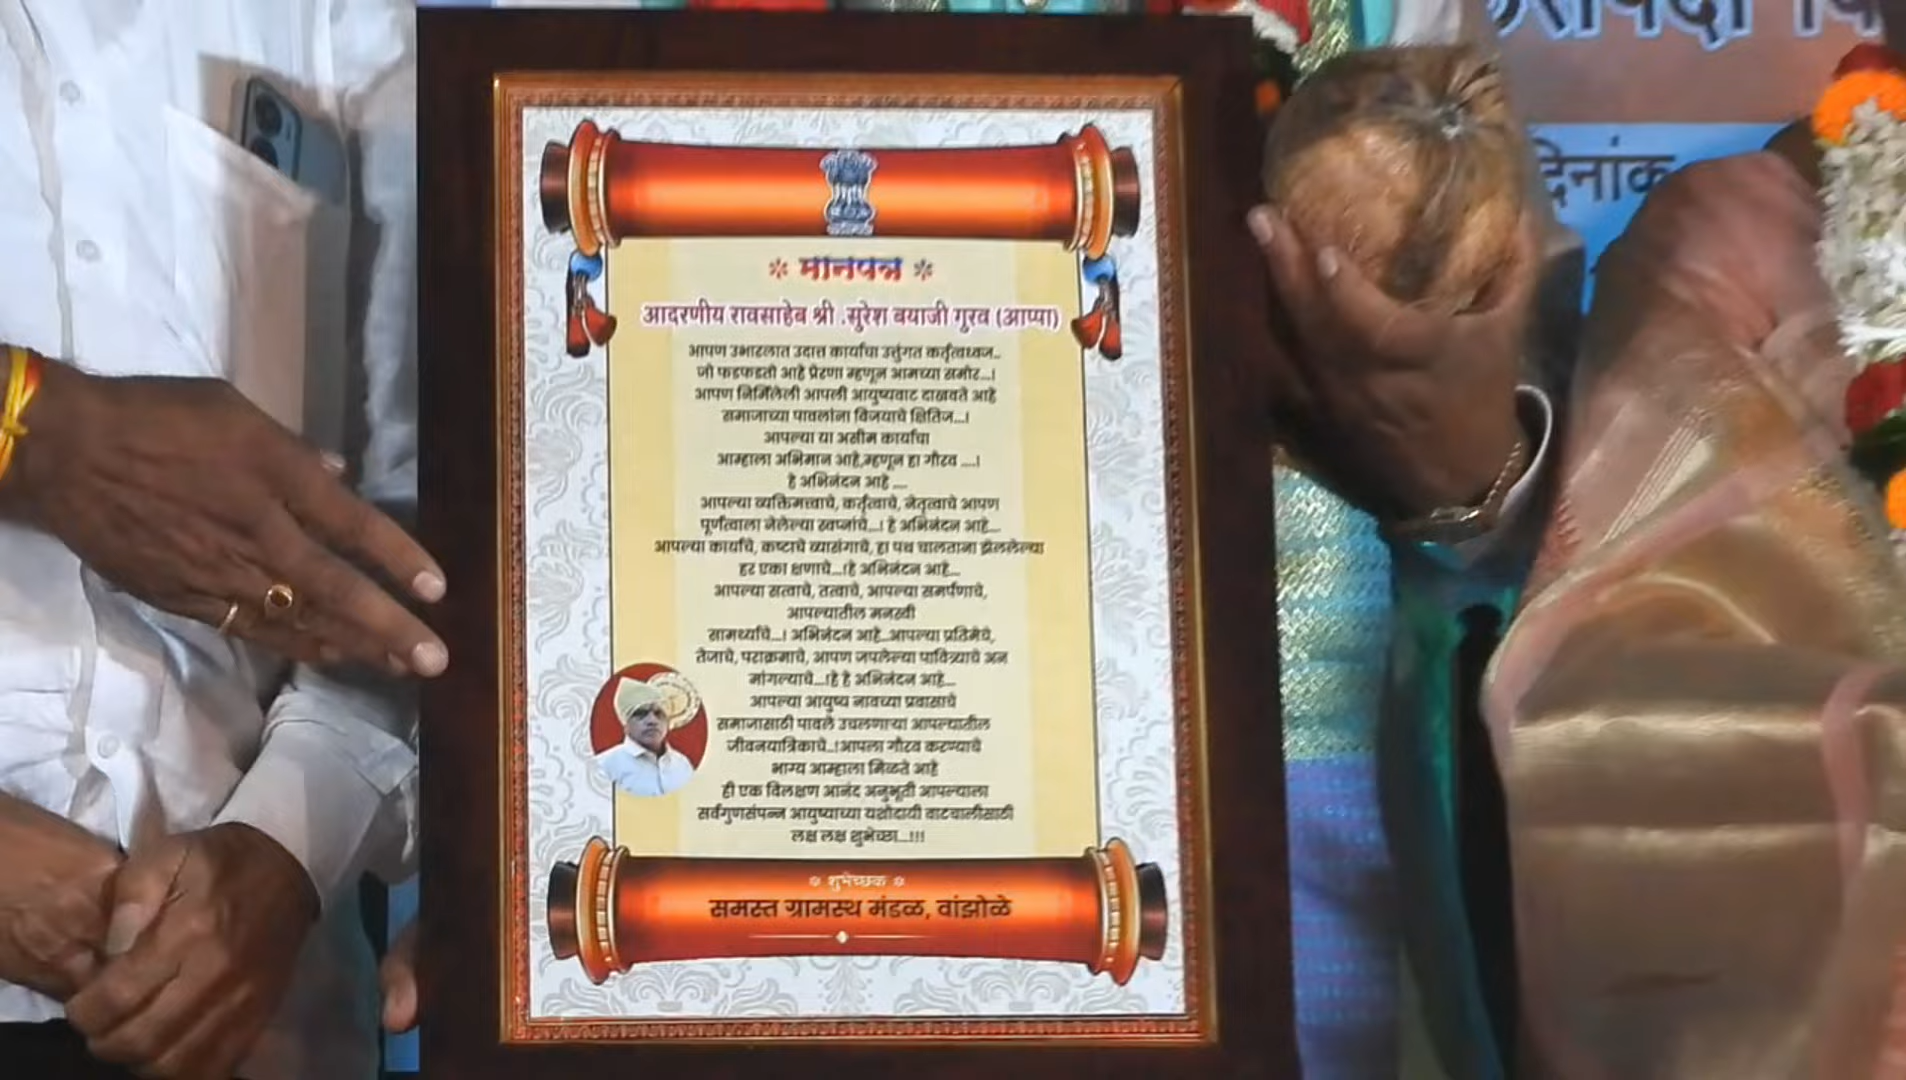 दिनांक
* मानपत्र *
आदरणीय रावसाहेब श्री .सुरेश बयाजी गुरव (आप्पा)
आपण उभारलात उदात्त कार्याचा उत्तुंगत कर्तृत्वध्वज..
जो फडफडतो आहे प्रेरणा म्हणून आमच्या समोर...!
आपण निर्मिलेली आपली आयुष्यवाट दाखवते आहे
समाजाच्या पावलांना विजयाचे क्षितिज...!
आपल्या या असीम कार्याचा
आम्हाला अभिमान आहे,म्हणून हा गौरव ....!
हे अभिनंदन आहे ....
आपल्या व्यक्तिमत्त्वाचे, कर्तृत्वाचे, नेतृत्वाचे आपण
पूर्णत्वाला नेलेल्या स्वप्नांचे...! हे अभिनंदन आहे...
आपल्या कार्याचे, कष्टाचे व्यासंगाचे, हा पथ चालताना झेललेल्या
हर एका क्षणाचे...!हे अभिनंदन आहे...
आपल्या सत्वाचे, तत्वाचे, आपल्या समर्पणाचे,
आपल्यातील मनस्वी
सामर्थ्याचे...! अभिनंदन आहे..आपल्या प्रतिमेचे,
तेजाचे, पराक्रमाचे, आपण जपलेल्या पावित्र्याचे अन
मांगल्याचे...!हे हे अभिनंदन आहे...
आपल्या आयुष्य नावच्या प्रवासाचे
समाजासाठी पावले उचलणाऱ्या आपल्यातील
जीवनयात्रिकाचे..!आपला गौरव करण्याचे
भाग्य आम्हाला मिळते आहे
ही एक विलक्षण आनंद अनुभूती आपल्याला
सर्वगुणसंपन्न आयुष्याच्या यशोदायी वाटचालीसाठी
लक्ष लक्ष शुभेच्छा...!!!
* शुभेच्छक *
समस्त ग्रामस्थ मंडळ, वांझोळे